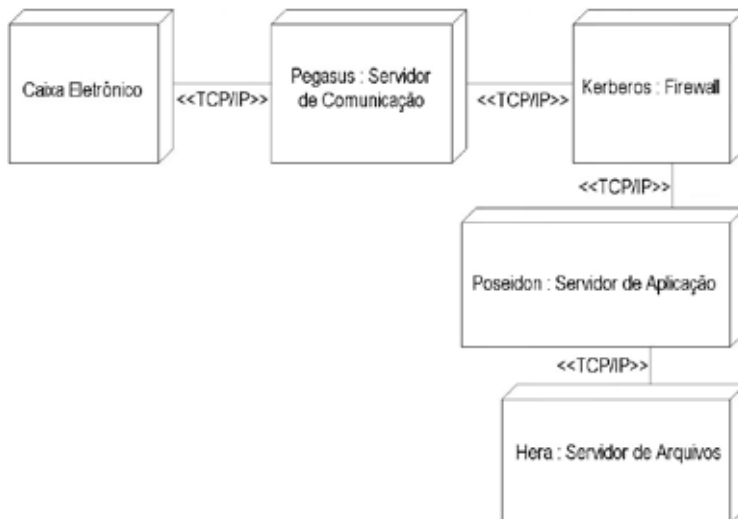 Caixa Eletrônico
<<TCP/IP>>
Pegasus : Servidor
de Comunicação
<<TCP/IP>>
Kerberos : Firewall
<<TCP/IP>>
Poseidon : Servidor de Aplicação
<<TCP/IP>>
Hera : Servidor de Arquivos